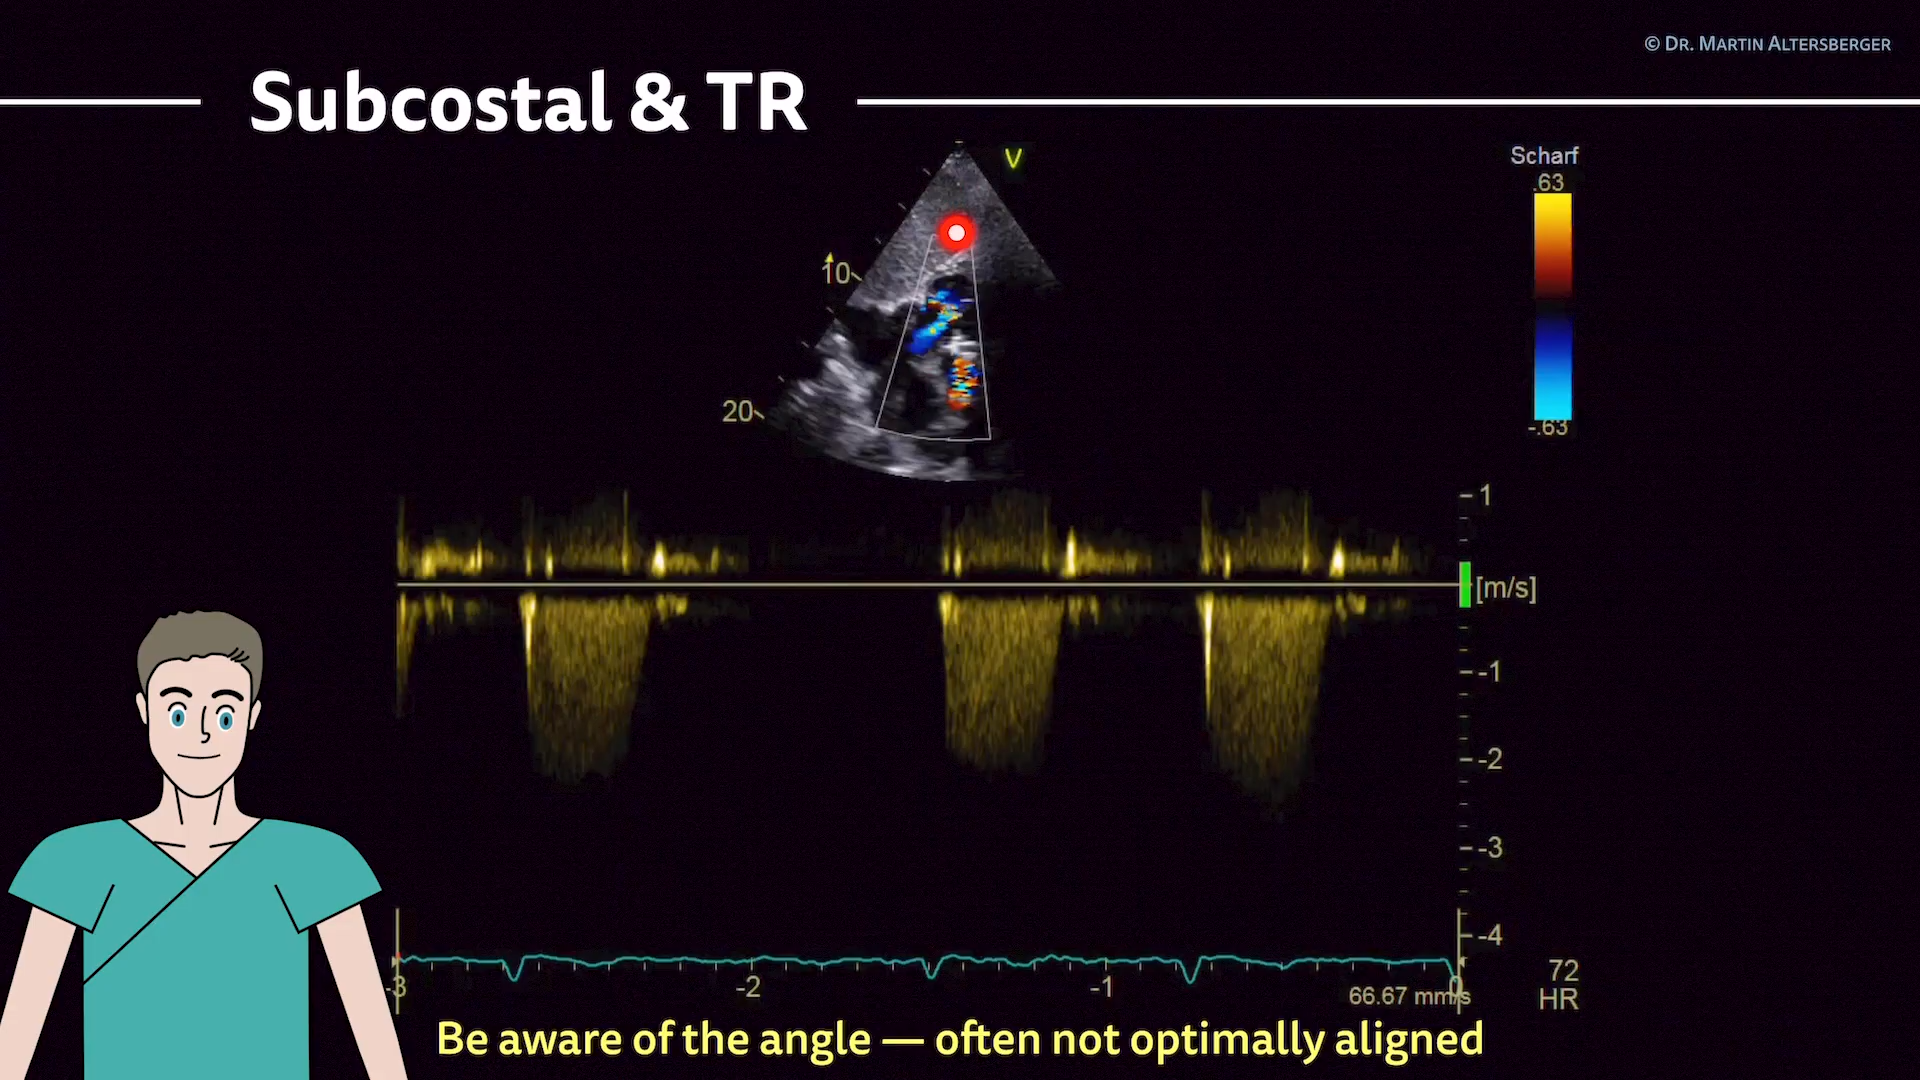 © Dr. Martin Altersberger
Subcostal & TR
V
Scharf
.63
10
20
-.63
1
[m/s]
-1
-2
-3
-4
-3
-2
-1
0
66.67 mm/s
72
HR
Be aware of the angle — often not optimally aligned